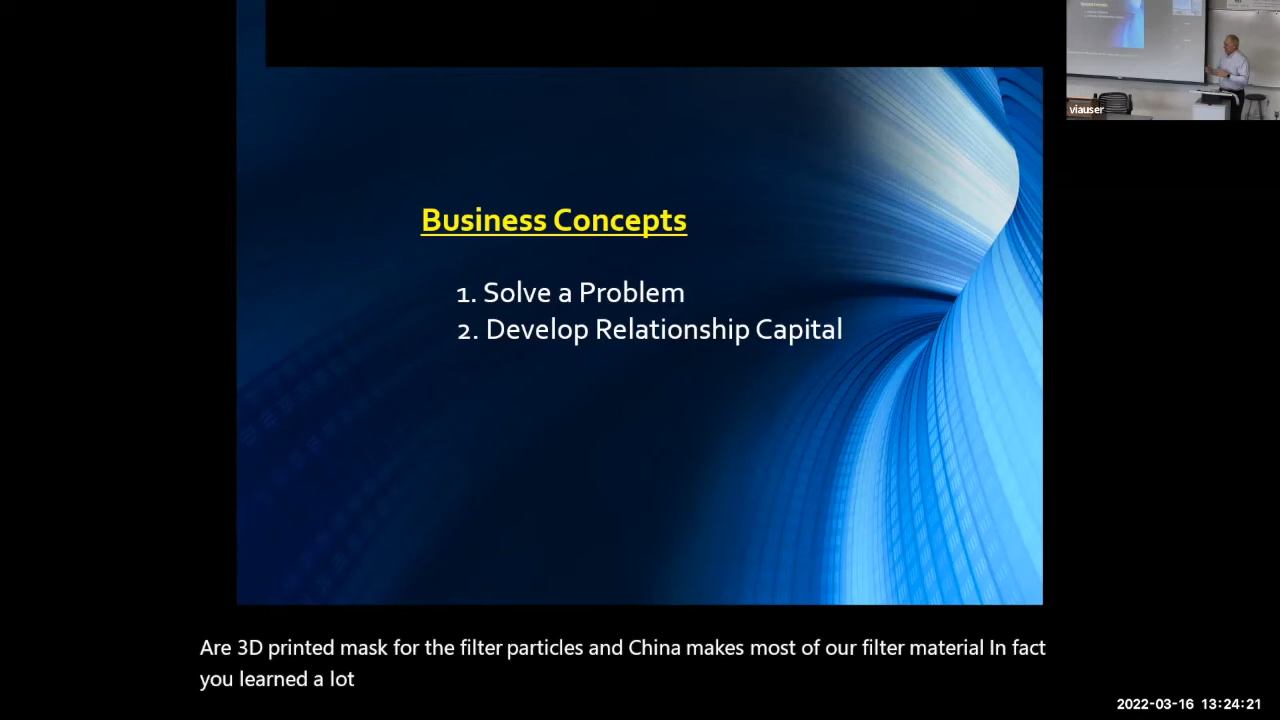 viauser
Business Concepts
1. Solve a Problem
2. Develop Relationship Capital
Are 3D printed mask for the filter particles and China makes most of our filter material In fact
you learned a lot
2022-03-16 13:24:21